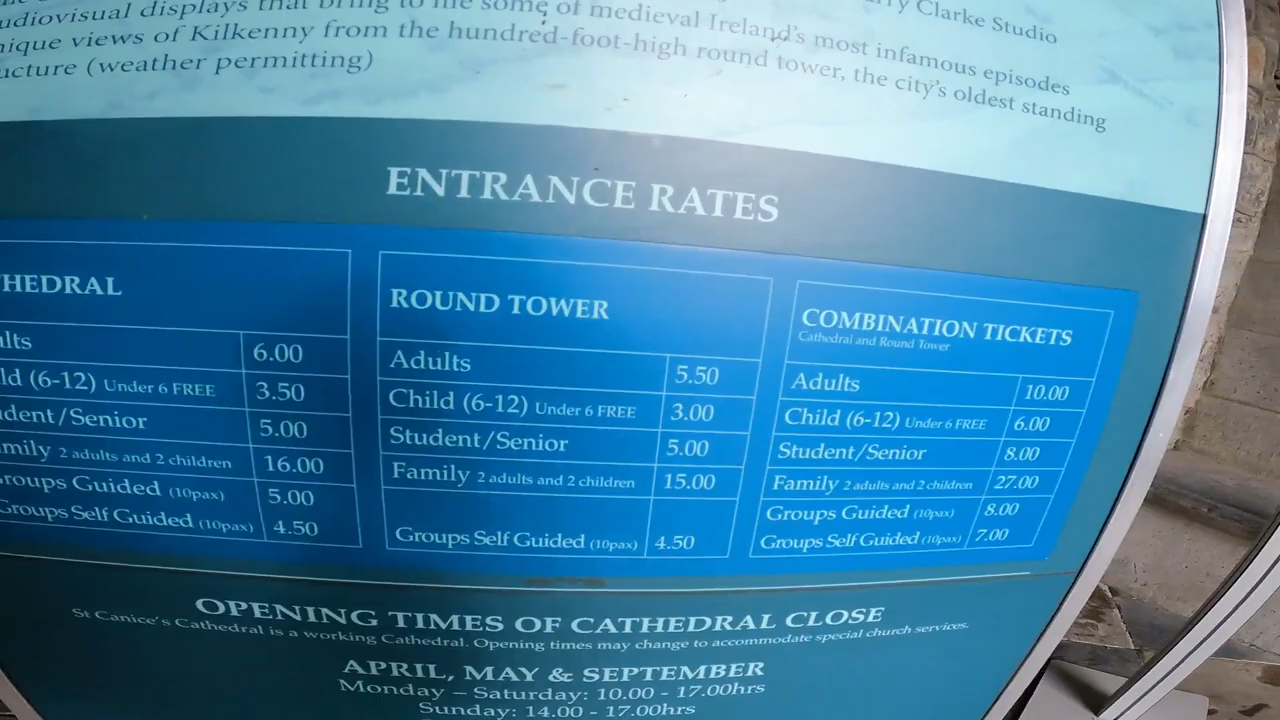 Clarke Studio
audiovisual displays that bring to life some of medieval Ireland's most infamous episodes
views of Kilkenny from the hundred-foot-high round tower, the city's oldest standing
(weather permitting)
ENTRANCE RATES
HEDRAL
6.00
(6-12) Under 6 FREE 3.50
/Senior 5.00
2 adults and 2 children 16.00
Groups Guided (10pax) 5.00
Groups Self Guided (10pax) 4.50
ROUND TOWER
Adults 5.50
Child (6-12) Under 6 FREE 3.00
Student/Senior 5.00
Family 2 adults and 2 children 15.00
Groups Self Guided (10pax) 4.50
COMBINATION TICKETS
Cathedral and Round Tower
Adults 10.00
Child (6-12) Under 6 FREE 6.00
Student/Senior 8.00
Family 2 adults and 2 children 27.00
Groups Guided (10pax) 8.00
Groups Self Guided (10pax) 7.00
OPENING TIMES OF CATHEDRAL CLOSE
St Canice's Cathedral is a working Cathedral. Opening times may change to accommodate special church services.
APRIL, MAY & SEPTEMBER
Monday – Saturday: 10.00 - 17.00hrs
Sunday: 14.00 - 17.00hrs